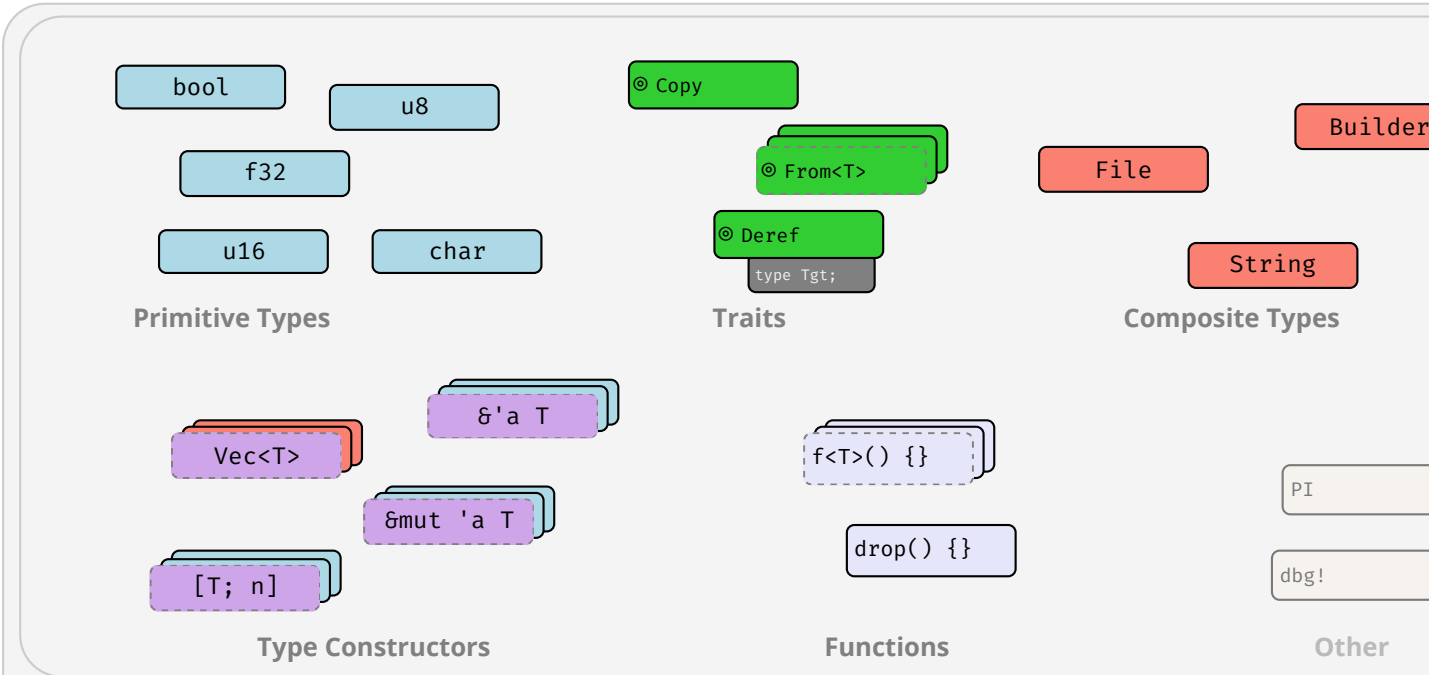 bool
u8
f32
u16
char
Primitive Types
◎ Copy
◎ From<T>
◎ Deref
type Tgt;
Traits
Builder
File
String
Composite Types
&'a T
Vec<T>
&mut 'a T
[T; n]
Type Constructors
f<T>() {}
drop() {}
Functions
PI
dbg!
Other